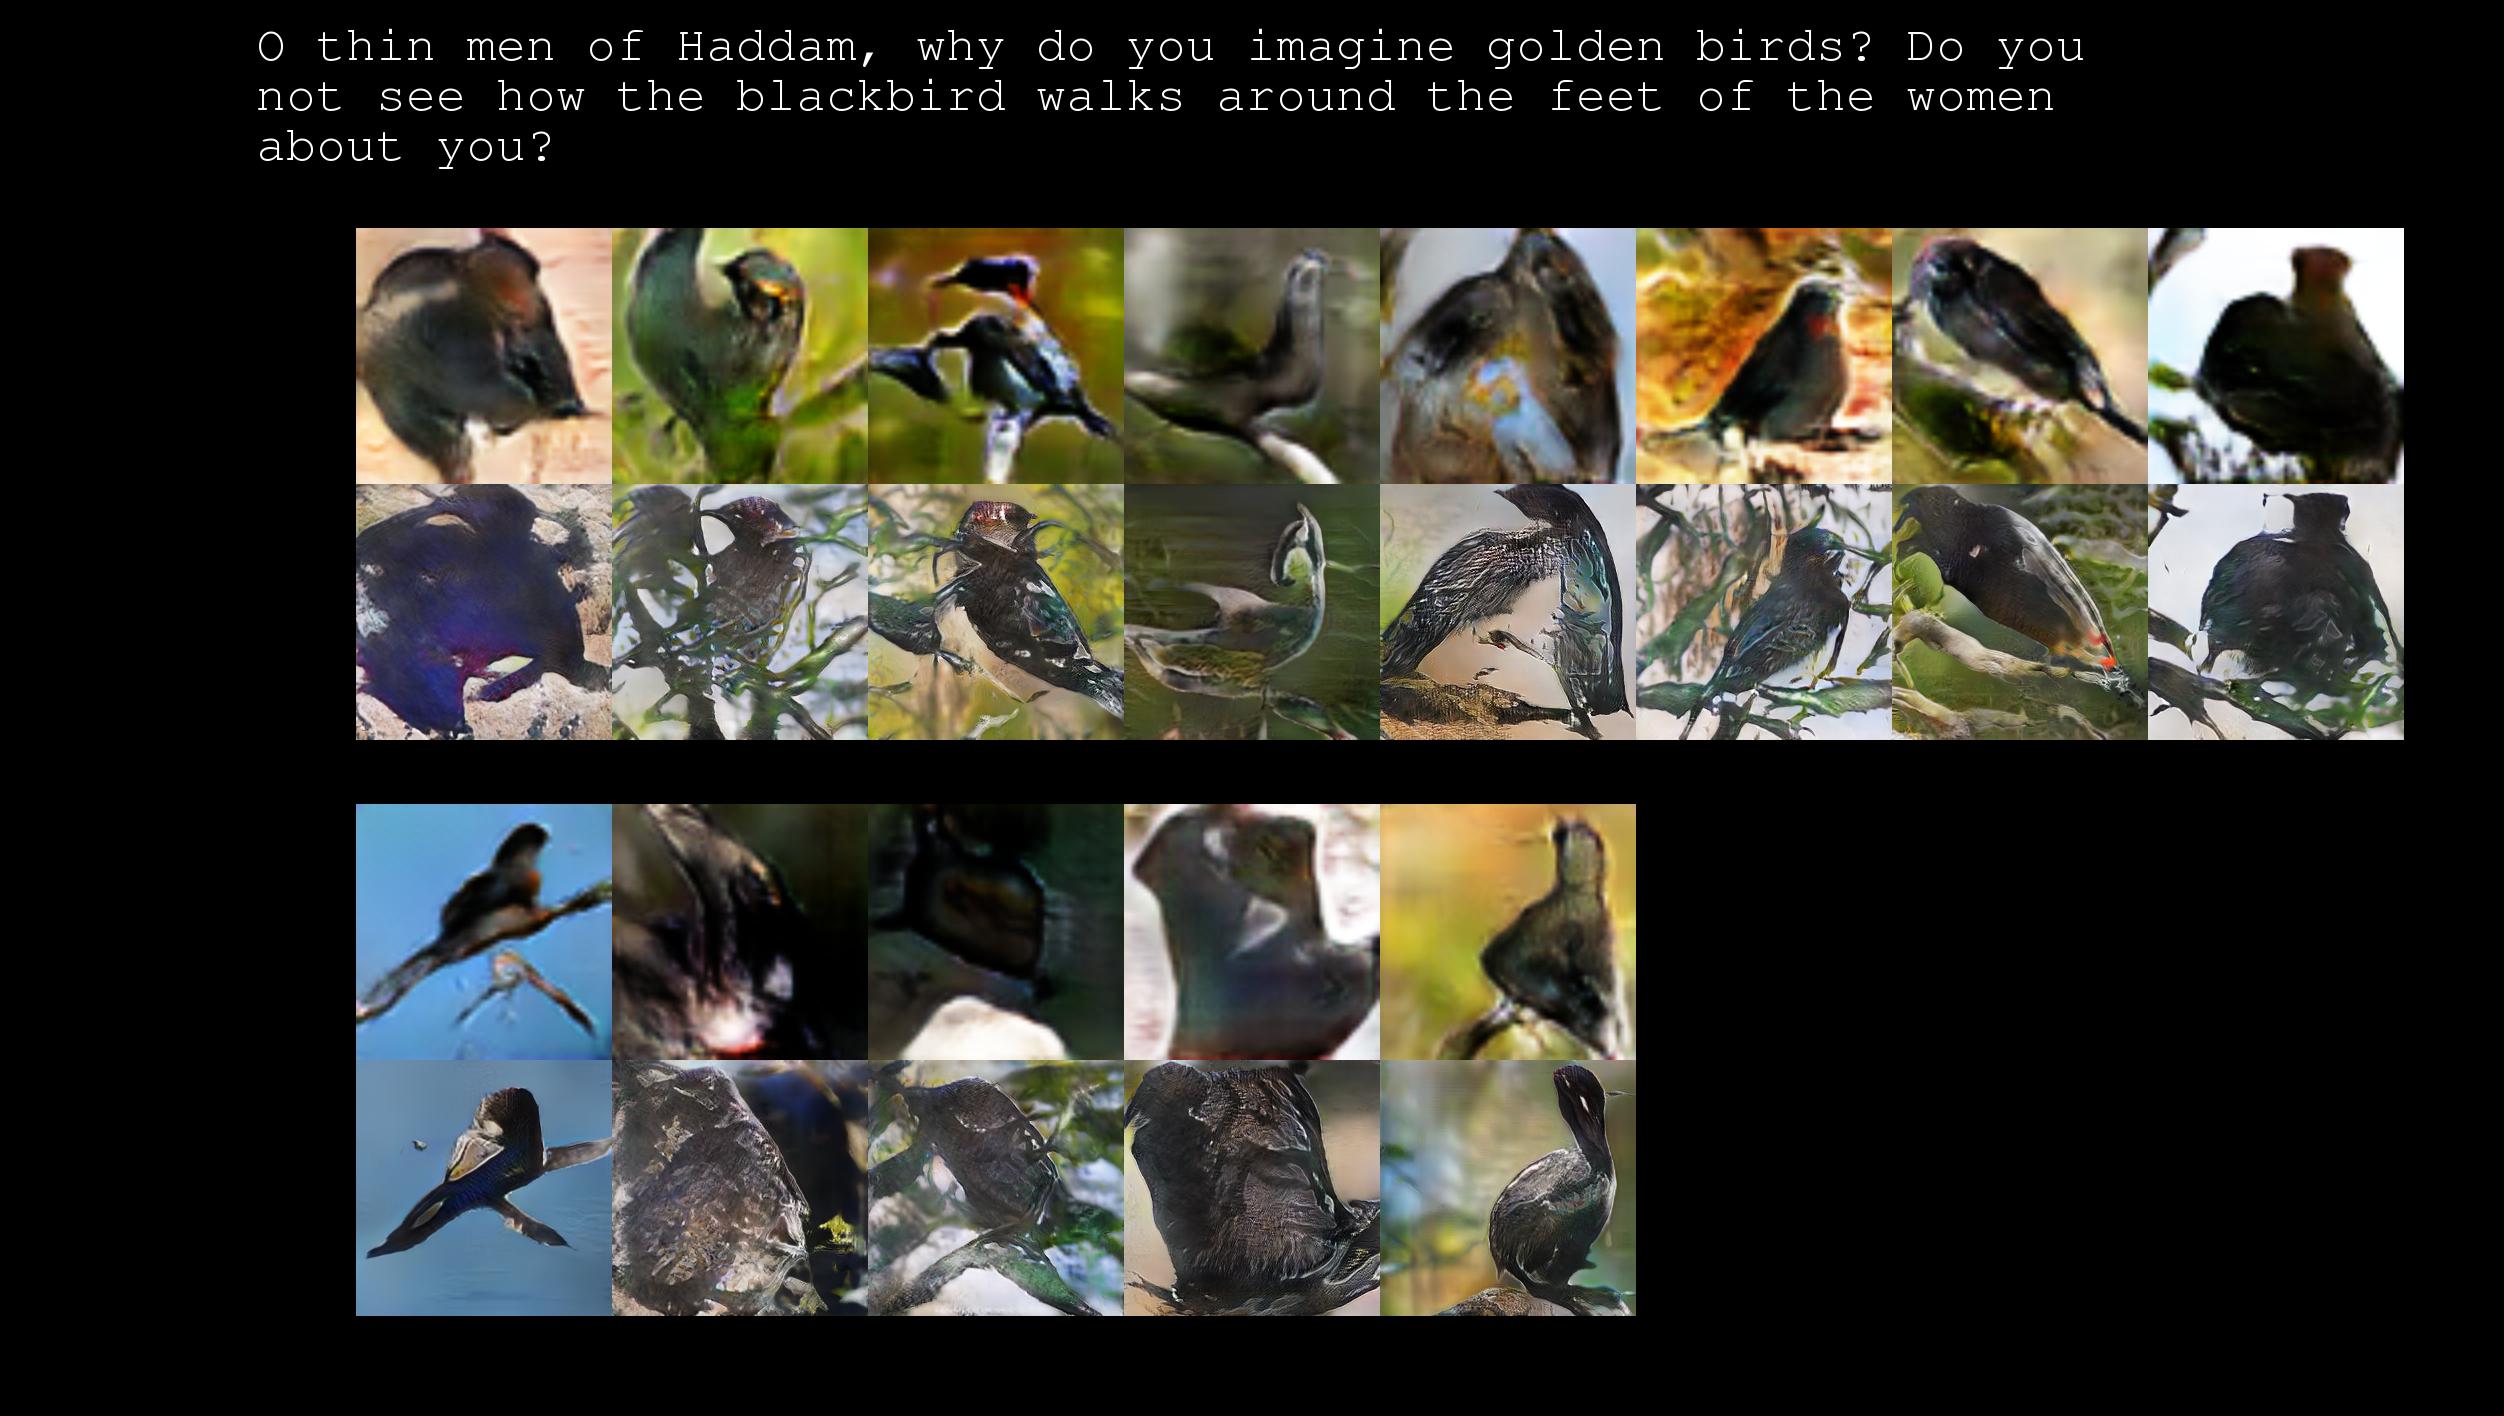 O thin men of Haddam, why do you imagine golden birds? Do you
not see how the blackbird walks around the feet of the women
about you?